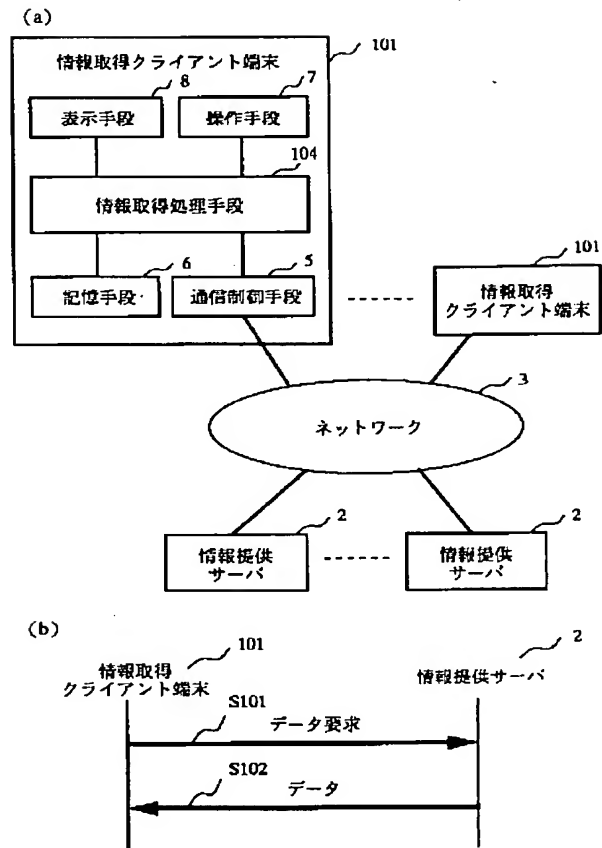 (a)
101
情報取得クライアント端末
8
7
表示手段
操作手段
104
情報取得処理手段
6
5
記憶手段
通信制御手段
101
情報取得
クライアント端末
3
ネットワーク
2
2
情報提供
サーバ
情報提供
サーバ
(b)
101
2
情報取得
クライアント端末
情報提供サーバ
S101
データ要求
S102
データ